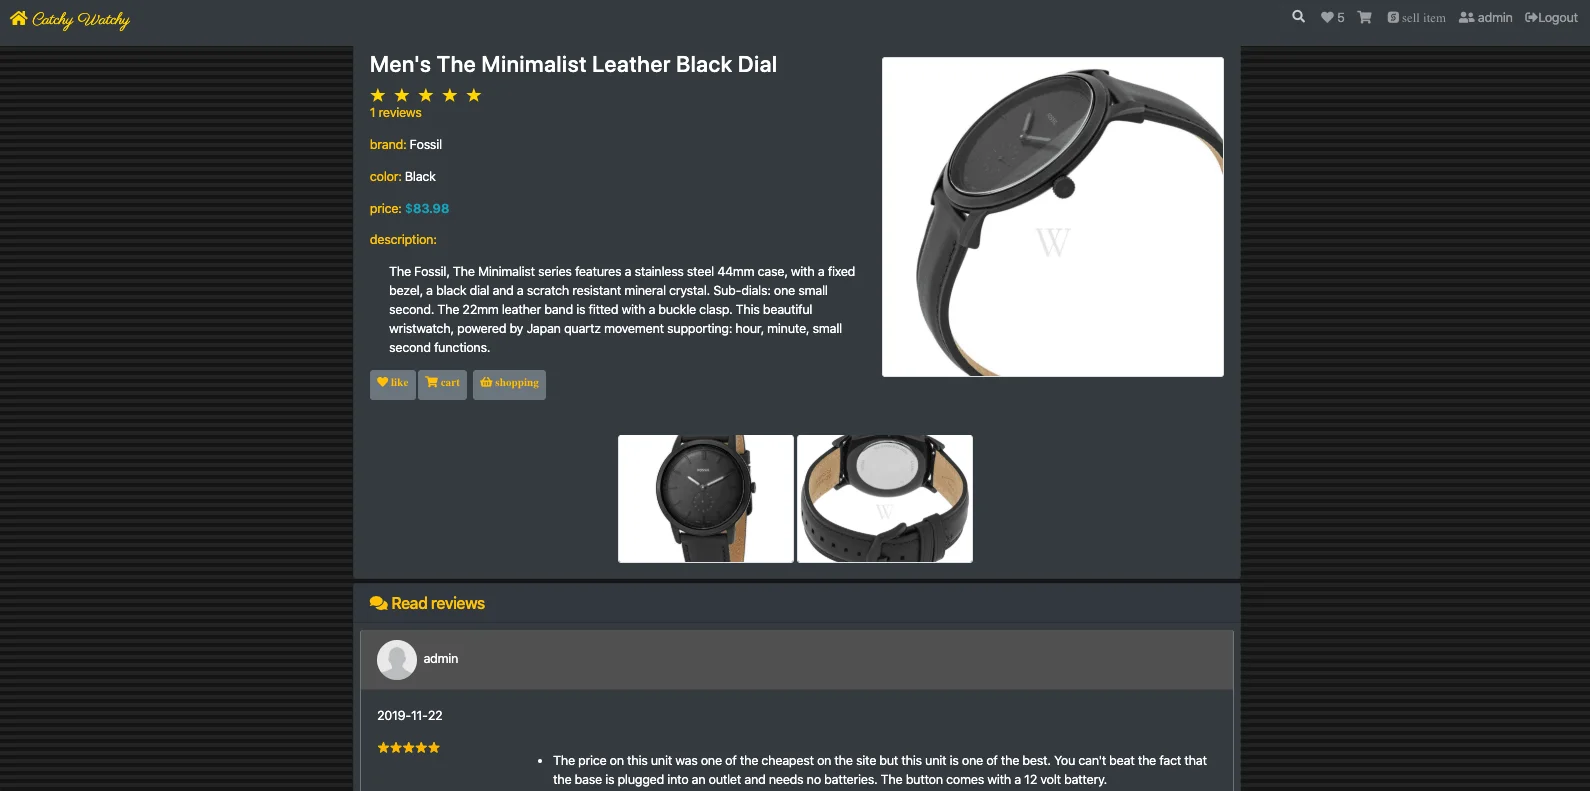 Catchy Watchy
5
sell item
admin
Logout
Men's The Minimalist Leather Black Dial
1 reviews
brand: Fossil
color: Black
price: $83.98
description:
The Fossil, The Minimalist series features a stainless steel 44mm case, with a fixed
bezel, a black dial and a scratch resistant mineral crystal. Sub-dials: one small
second. The 22mm leather band is fitted with a buckle clasp. This beautiful
wristwatch, powered by Japan quartz movement supporting: hour, minute, small
second functions.
like
cart
shopping
W
W
Read reviews
admin
2019-11-22
The price on this unit was one of the cheapest on the site but this unit is one of the best. You can't beat the fact that
the base is plugged into an outlet and needs no batteries. The button comes with a 12 volt battery.